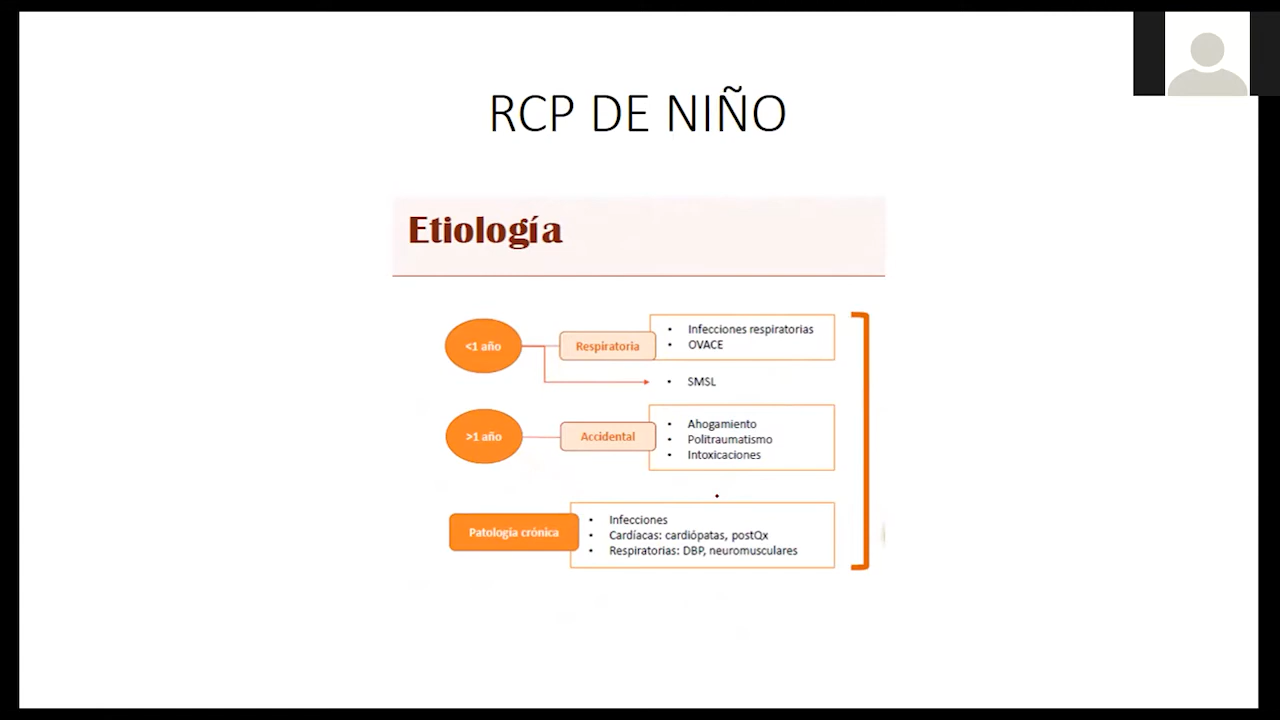 RCP DE NIÑO
Etiología
<1 año
Respiratoria
• Infecciones respiratorias
• OVACE
• SMSL
>1 año
Accidental
• Ahogamiento
• Politraumatismo
• Intoxicaciones
Patología crónica
• Infecciones
• Cardíacas: cardiópatas, postQx
• Respiratorias: DBP, neuromusculares